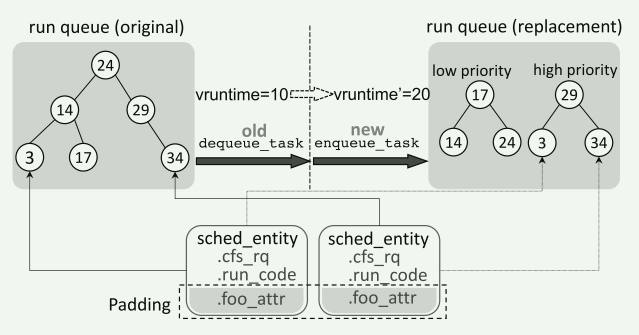 run queue (original)
run queue (replacement)
24
14
29
3
17
34
vruntime=10
vruntime’=20
old
new
dequeue_task
enqueue_task
low priority
high priority
17
29
14
24
3
34
sched_entity
.cfs_rq
.run_code
.foo_attr
sched_entity
.cfs_rq
.run_code
.foo_attr
Padding